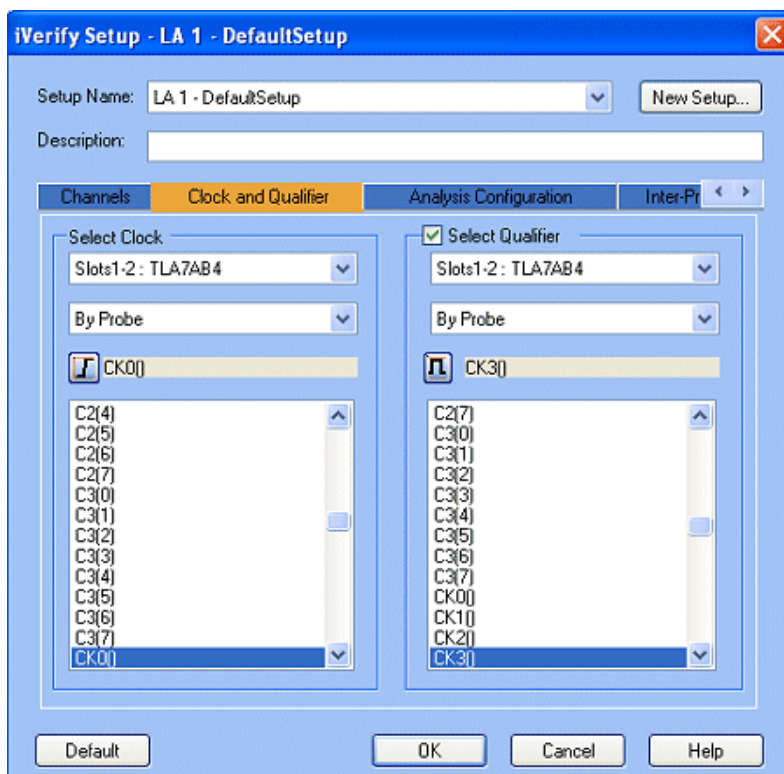 iVerify Setup - LA 1 - DefaultSetup
Setup Name: LA 1 - DefaultSetup New Setup...
Description:
Channels Clock and Qualifier Analysis Configuration Inter-Pr
Select Clock
Slots1-2 : TLA7AB4
By Probe
CK0()
C2(4)
C2(5)
C2(6)
C2(7)
C3(0)
C3(1)
C3(2)
C3(3)
C3(4)
C3(5)
C3(6)
C3(7)
CK0()
Select Qualifier
Slots1-2 : TLA7AB4
By Probe
CK3()
C2(7)
C3(0)
C3(1)
C3(2)
C3(3)
C3(4)
C3(5)
C3(6)
C3(7)
CK0()
CK1()
CK2()
CK3()
Default OK Cancel Help